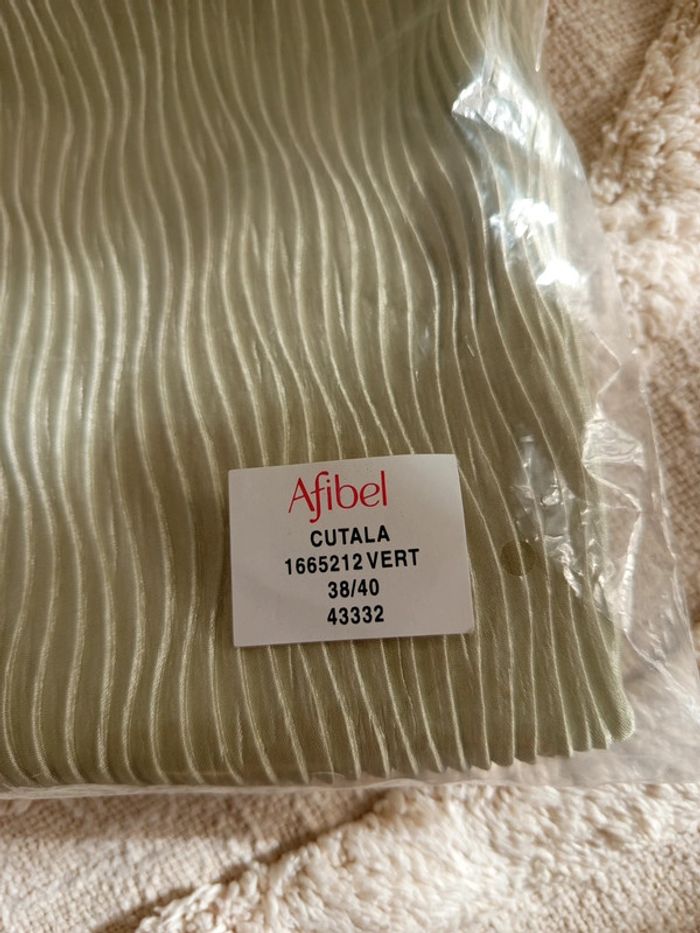 Afibel
CUTALA
1665212 VERT
38/40
43332